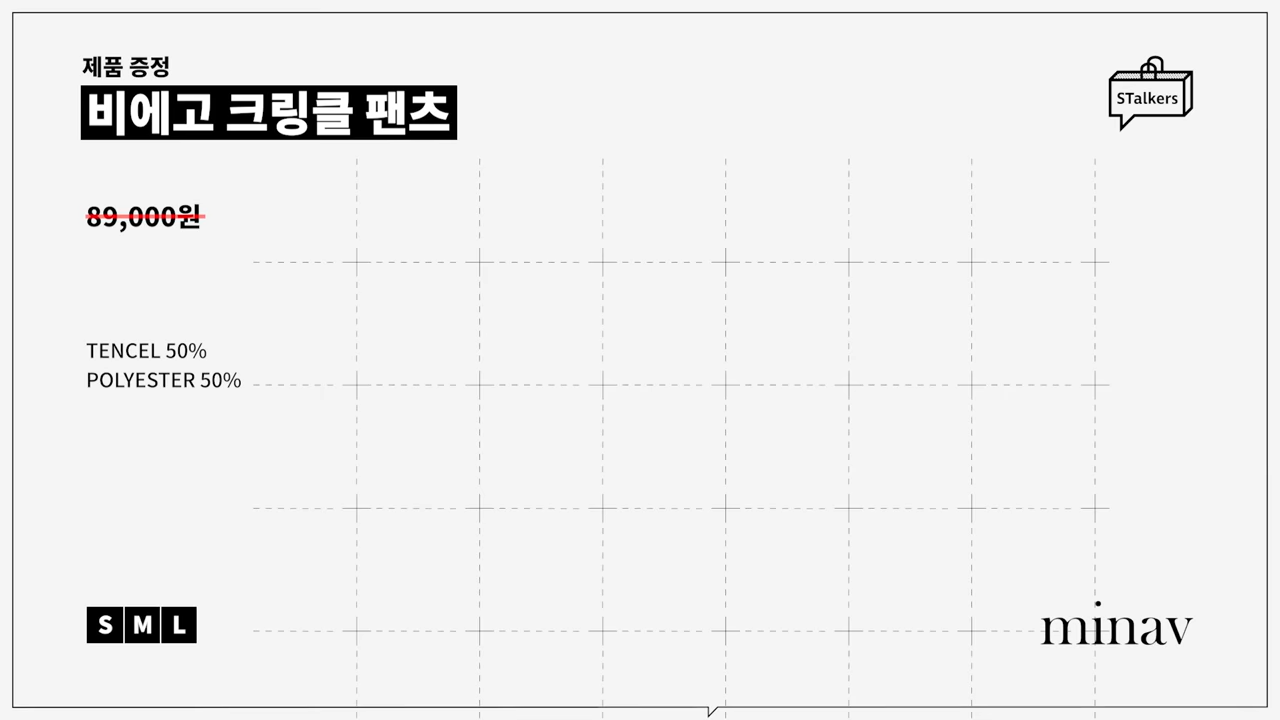 제품 증정
비에고 크링클 팬츠
STalkers
89,000원
TENCEL 50%
POLYESTER 50%
S M L
minav